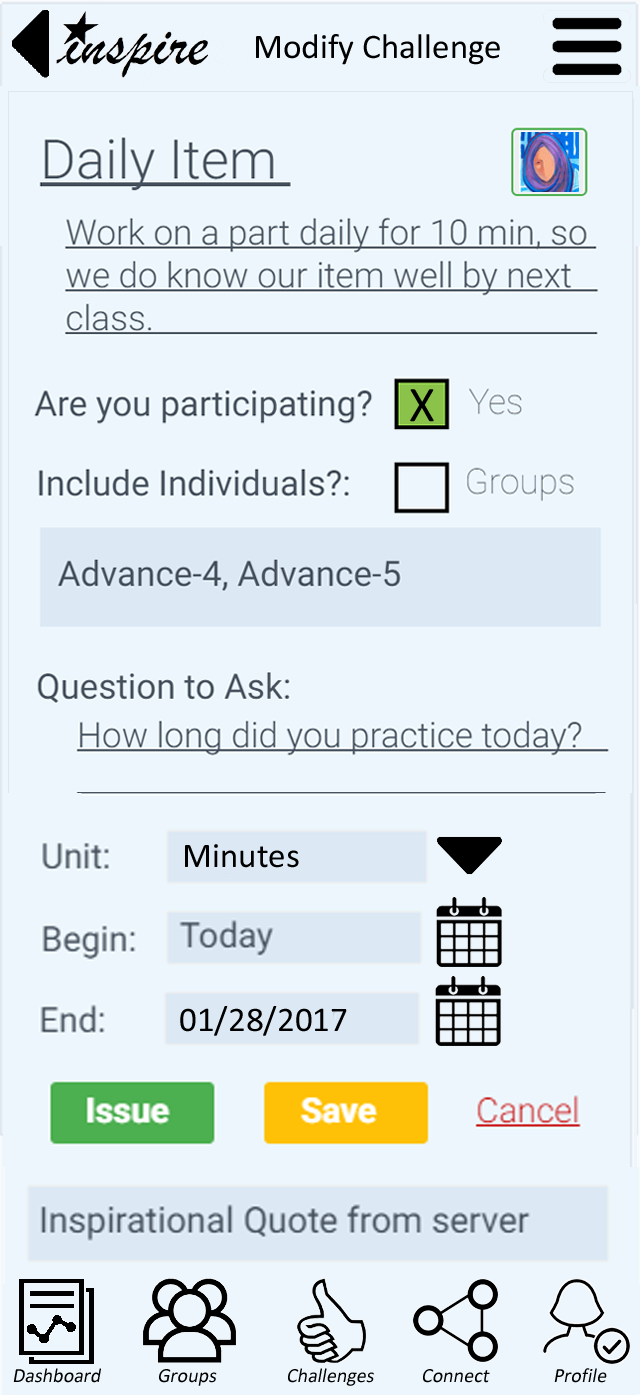 inspire
Modify Challenge
Daily Item
Work on a part daily for 10 min, so
we do know our item well by next
class.
Are you participating? X Yes
Include Individuals?: Groups
Advance-4, Advance-5
Question to Ask:
How long did you practice today?
Unit: Minutes
Begin: Today
End: 01/28/2017
Issue Save Cancel
Inspirational Quote from server
Dashboard Groups Challenges Connect Profile